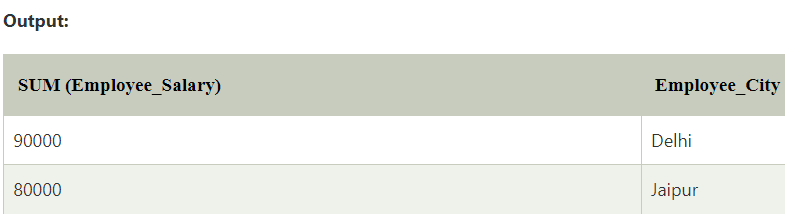 Output:
SUM (Employee_Salary) Employee_City
90000 Delhi
80000 Jaipur